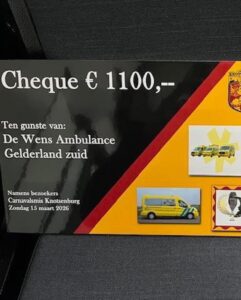 Cheque € 1100,--
Ten gunste van:
De Wens Ambulance
Gelderland zuid
Namens bezoekers
Carnavalsmis Knotsenburg
Zondag 15 maart 2026